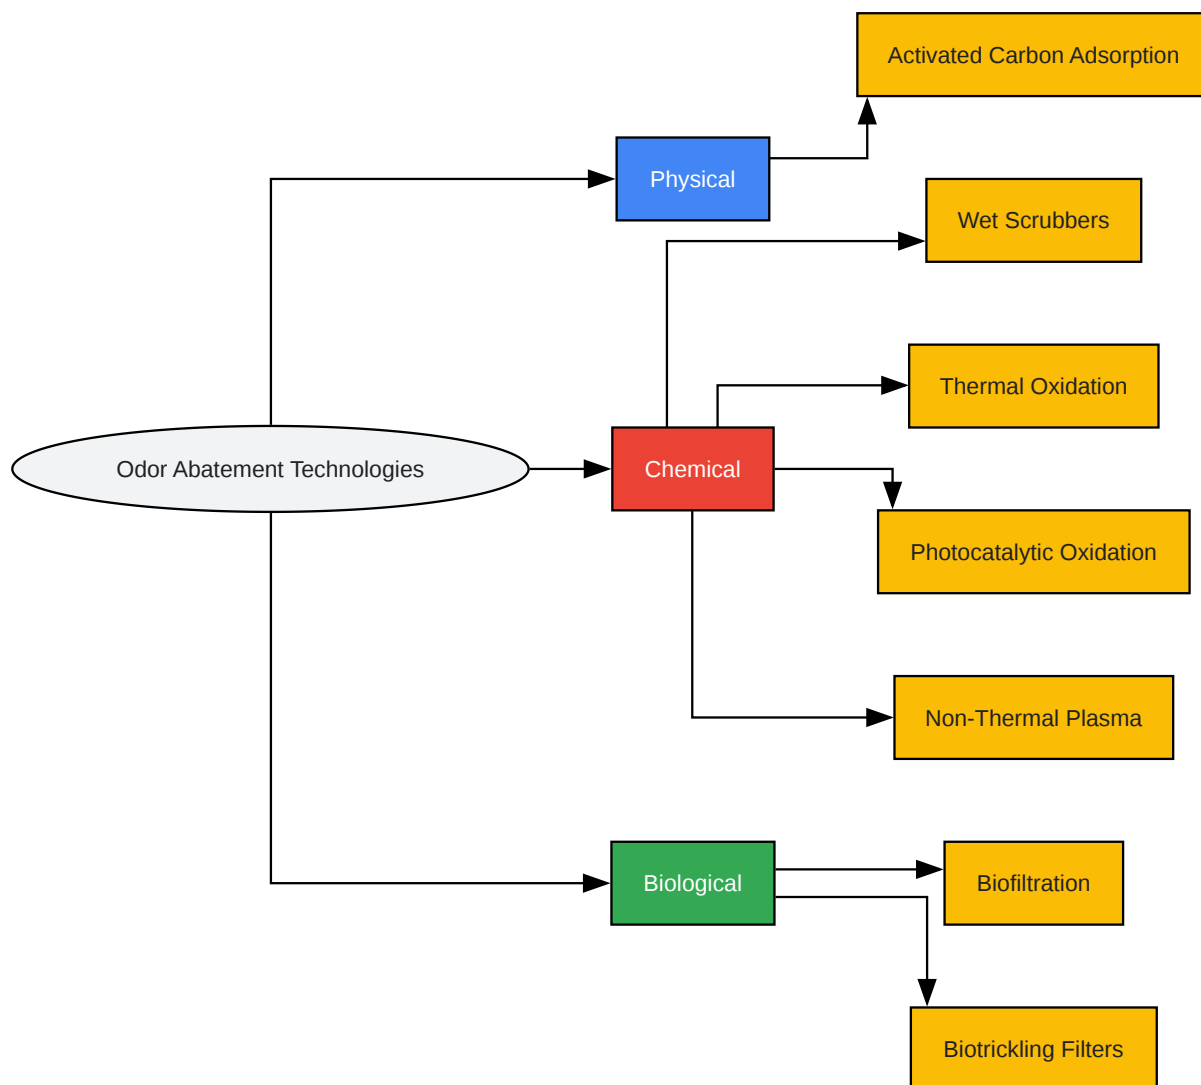 Activated Carbon Adsorption
Physical
Wet Scrubbers
Thermal Oxidation
Odor Abatement Technologies
Chemical
Photocatalytic Oxidation
Non-Thermal Plasma
Biological
Biofiltration
Biotrickling Filters